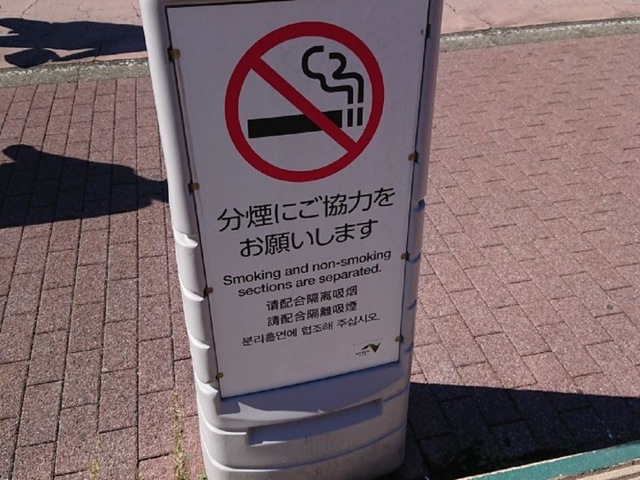 分煙にご協力を
お願いします
Smoking and non-smoking
sections are separated.
请配合隔离吸烟
請配合隔離吸煙
분리흡연에 협조해 주십시오.